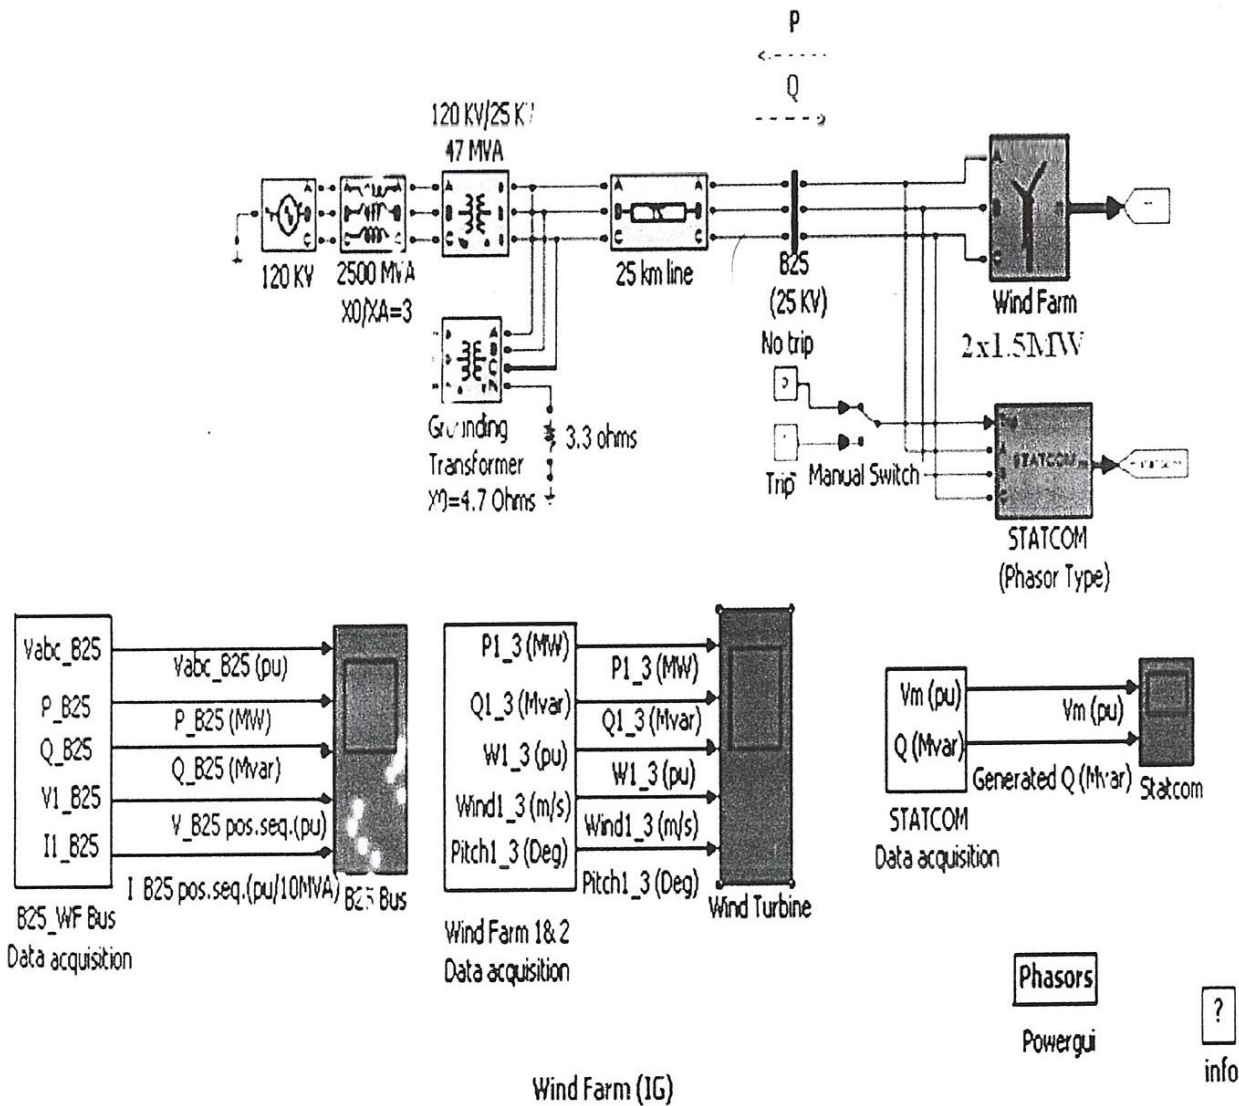 P
Q
120 KV/25 K
47 MVA
A
A
A
A
A
A
A
B
B
C
C
C
C
C
120 KV
2500 MVA
X0/XA=3
25 km line
B25
(25 KV)
Wind Farm
2x1.5MW
No trip
A
B
C
N
Grounding
Transformer
X0=4.7 Ohms
3.3 ohms
Trip
Manual Switch
A
STATCOM
STATCOM
(Phasor Type)
Vabc_B25
Vabc_B25 (pu)
P_B25
P_B25 (MW)
Q_B25
Q_B25 (Mvar)
V1_B25
V_B25 pos.seq.(pu)
I1_B25
I B25 pos.seq.(pu/10MVA)
B25 Bus
B25_WF Bus
Data acquisition
P1_3 (MW)
P1_3 (MW)
Q1_3 (Mvar)
Q1_3 (Mvar)
W1_3 (pu)
W1_3 (pu)
Wind1_3 (m/s)
Wind1_3 (m/s)
Pitch1_3 (Deg)
Pitch1_3 (Deg)
Wind Turbine
Wind Farm 1&2
Data acquisition
Vm (pu)
Vm (pu)
Q (Mvar)
Generated Q (Mvar)
Statcom
STATCOM
Data acquisition
Phasors
Powergui
?
info
Wind Farm (IG)